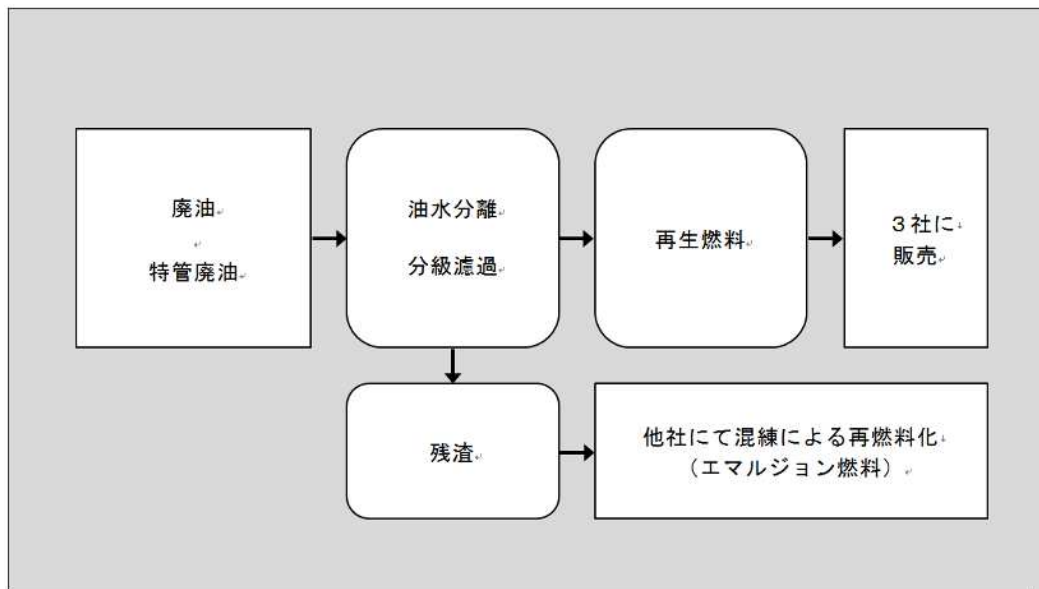 廃油
特管廃油
油水分離
分級濾過
再生燃料
３社に
販売
残渣
他社にて混練による再燃料化
（エマルジョン燃料）